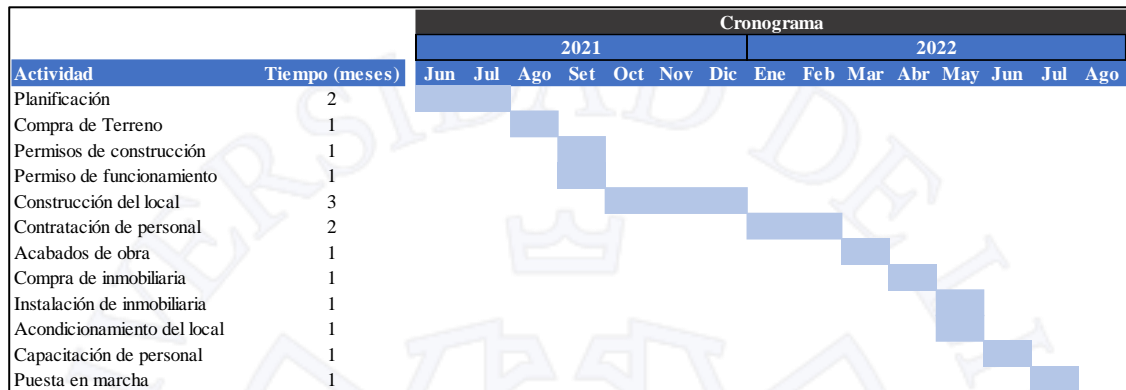 Cronograma
2021 2022
Actividad Tiempo (meses) Jun Jul Ago Set Oct Nov Dic Ene Feb Mar Abr May Jun Jul Ago
Planificación 2
Compra de Terreno 1
Permisos de construcción 1
Permiso de funcionamiento 1
Construcción del local 3
Contratación de personal 2
Acabados de obra 1
Compra de inmobiliaria 1
Instalación de inmobiliaria 1
Acondicionamiento del local 1
Capacitación de personal 1
Puesta en marcha 1